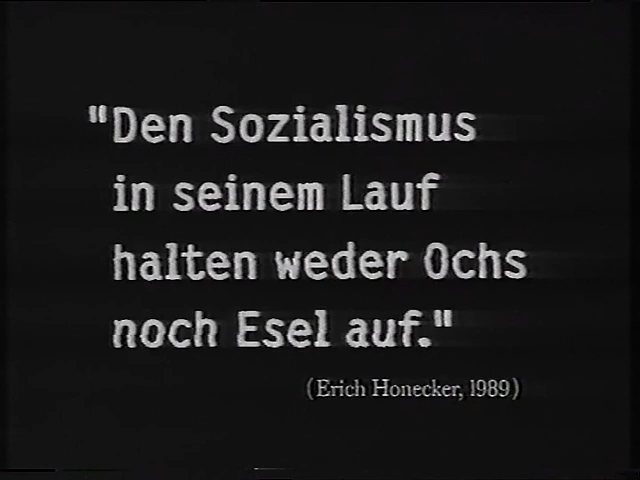 "Den Sozialismus
in seinem Lauf
halten weder Ochs
noch Esel auf."
(Erich Honecker, 1989)